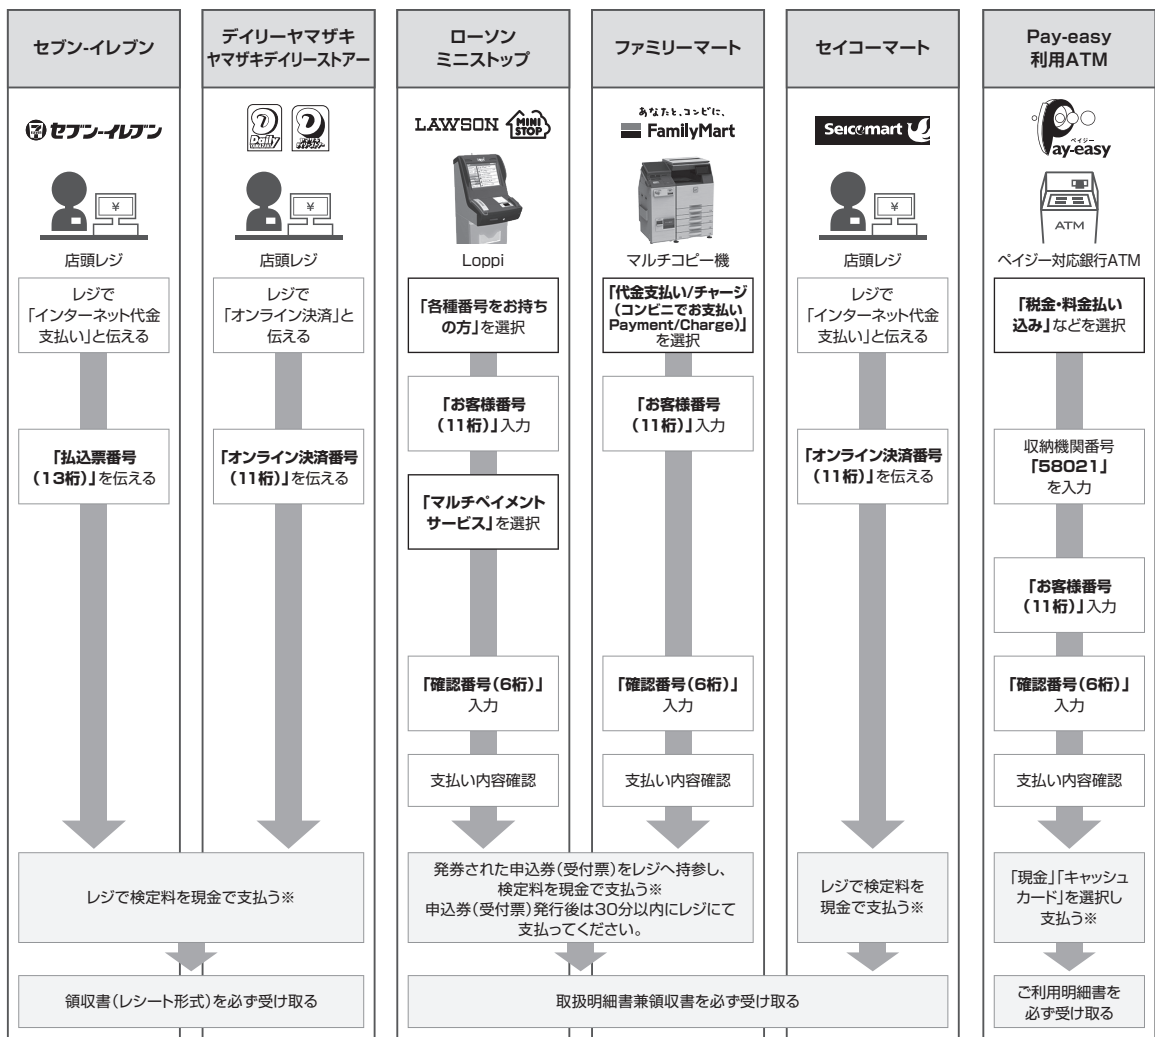 セブン-イレブン
セブン-イレブン
¥
店頭レジ
レジで
「インターネット代金
支払い」と伝える
「払込票番号
(13桁)」を伝える
デイリーヤマザキ
ヤマザキデイリーストアー
Daily
¥
店頭レジ
レジで
「オンライン決済」と
伝える
「オンライン決済番号
(11桁)」を伝える
レジで検定料を現金で支払う※
領収書(レシート形式)を必ず受け取る
ローソン
ミニストップ
LAWSON
MINI
STOP
Loppi
「各種番号をお持ち
の方」を選択
「お客様番号
(11桁)」入力
「マルチペイメント
サービス」を選択
「確認番号(6桁)」
入力
支払い内容確認
ファミリーマート
あなたと、コンビに、
FamilyMart
マルチコピー機
「代金支払い/チャージ
(コンビニでお支払い
Payment/Charge)」
を選択
「お客様番号
(11桁)」入力
「確認番号(6桁)」
入力
支払い内容確認
発券された申込券(受付票)をレジへ持参し、
検定料を現金で支払う※
申込券(受付票)発行後は30分以内にレジにて
支払ってください。
セイコーマート
Seicomart
¥
店頭レジ
レジで
「インターネット代金
支払い」と伝える
「オンライン決済番号
(11桁)」を伝える
レジで検定料を
現金で支払う※
取扱明細書兼領収書を必ず受け取る
Pay-easy
利用ATM
ペイジー
Pay-easy
ATM
ペイジー対応銀行ATM
「税金・料金払い
込み」などを選択
収納機関番号
「58021」
を入力
「お客様番号
(11桁)」入力
「確認番号(6桁)」
入力
支払い内容確認
「現金」「キャッシュ
カード」を選択し
支払う※
ご利用明細書を
必ず受け取る